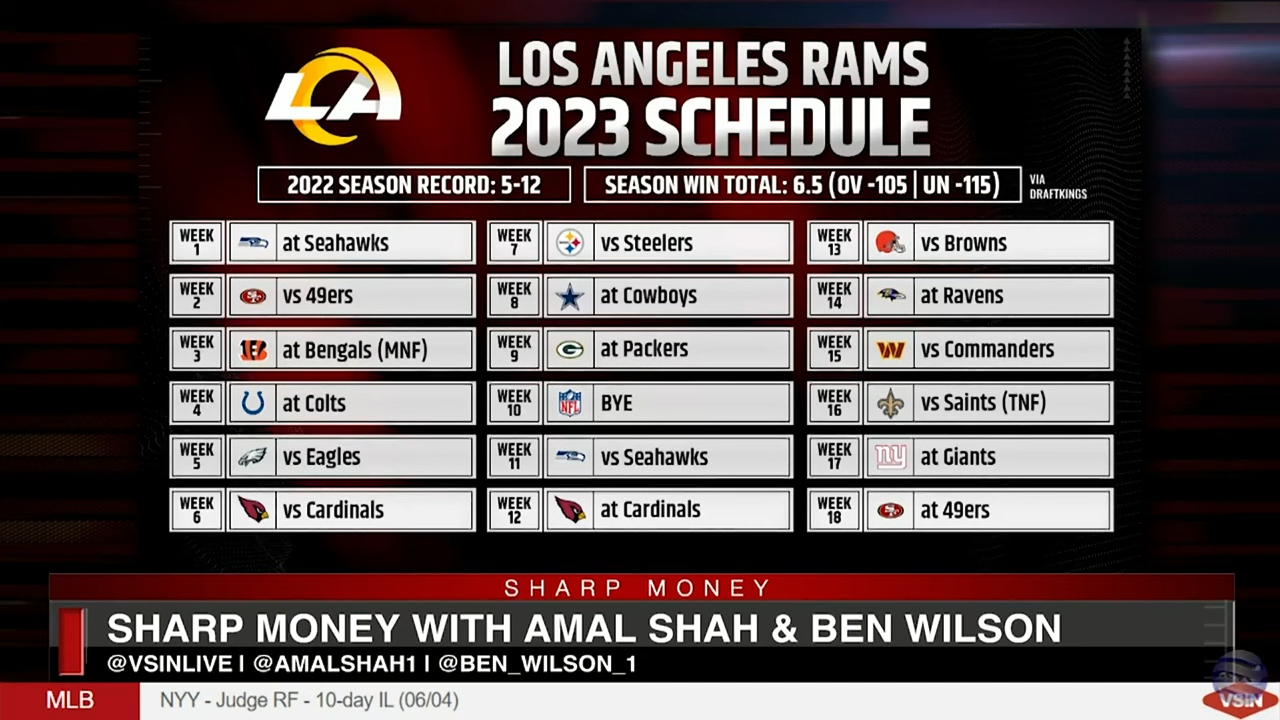 LA
LOS ANGELES RAMS
2023 SCHEDULE
2022 SEASON RECORD: 5-12
SEASON WIN TOTAL: 6.5 (OV -105 | UN -115)
VIA
DRAFTKINGS
WEEK 1 at Seahawks
WEEK 2 vs 49ers
WEEK 3 at Bengals (MNF)
WEEK 4 at Colts
WEEK 5 vs Eagles
WEEK 6 vs Cardinals
WEEK 7 vs Steelers
WEEK 8 at Cowboys
WEEK 9 at Packers
WEEK 10 NFL BYE
WEEK 11 vs Seahawks
WEEK 12 at Cardinals
WEEK 13 vs Browns
WEEK 14 at Ravens
WEEK 15 W vs Commanders
WEEK 16 vs Saints (TNF)
WEEK 17 ny at Giants
WEEK 18 SF at 49ers
SHARP MONEY
SHARP MONEY WITH AMAL SHAH & BEN WILSON
@VSINLIVE | @AMALSHAH1 | @BEN_WILSON_1
MLB NYY - Judge RF - 10-day IL (06/04)
VSiN